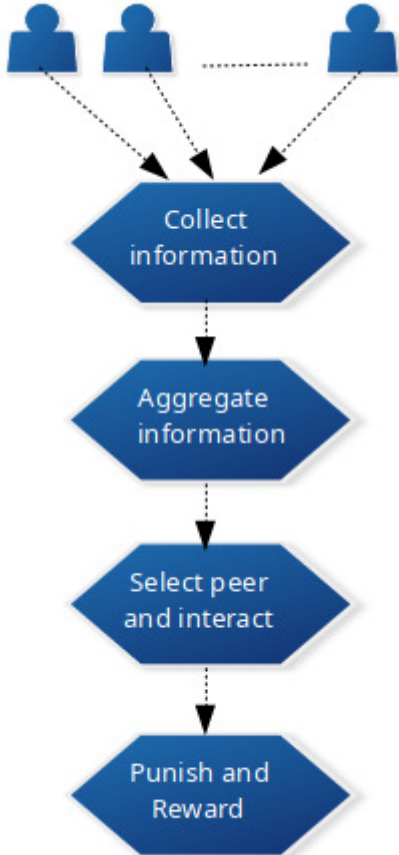 Collect
information
Aggregate
information
Select peer
and interact
Punish and
Reward